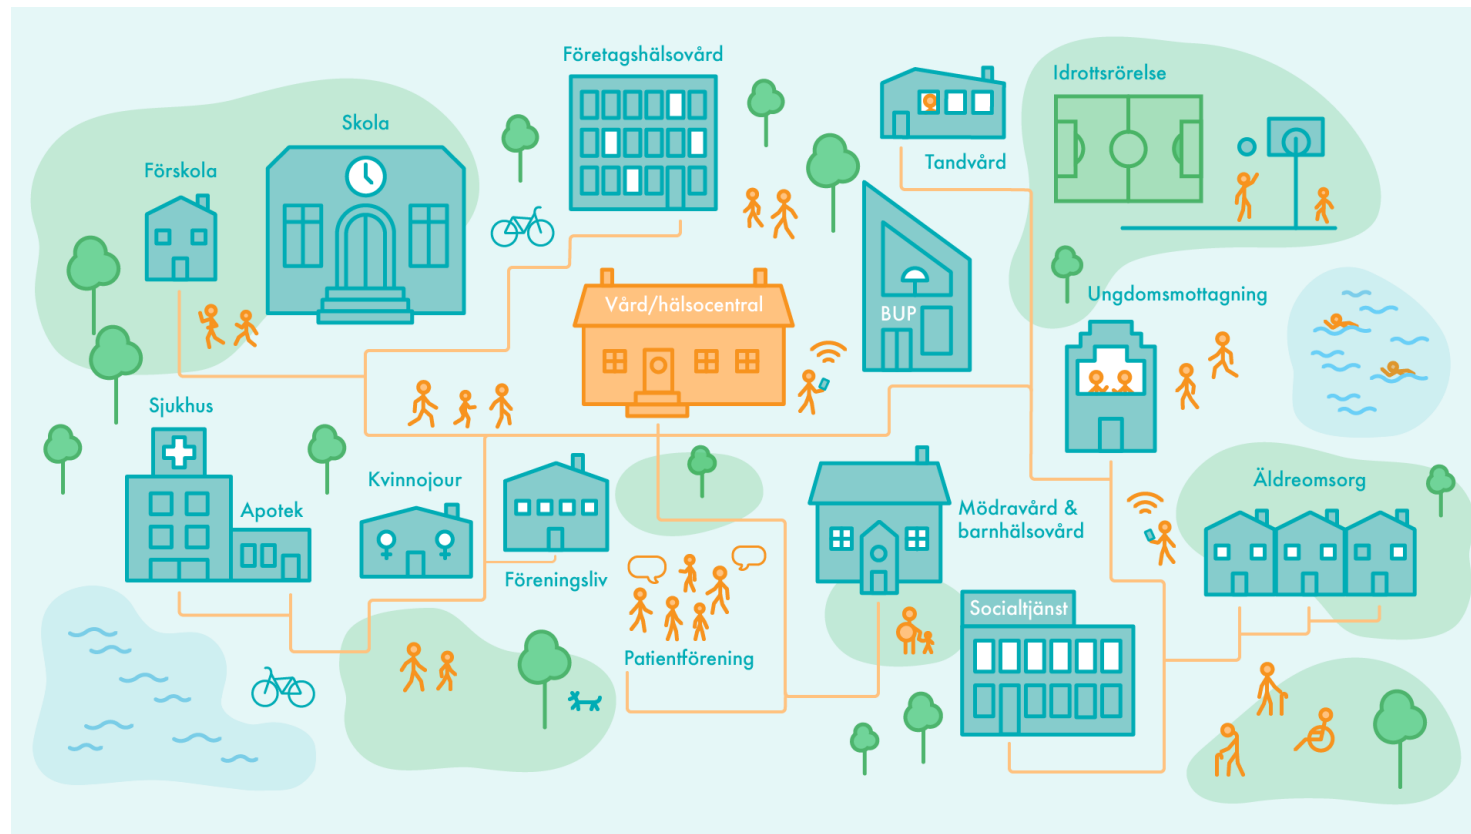 Företagshälsovård
Idrottsrörelse
Skola
Tandvård
Förskola
Ungdomsmottagning
Vård/hälsocentral
BUP
Sjukhus
Kvinnojour
Äldreomsorg
Apotek
Mödravård &
barnhälsovård
Föreningsliv
Socialtjänst
Patientförening